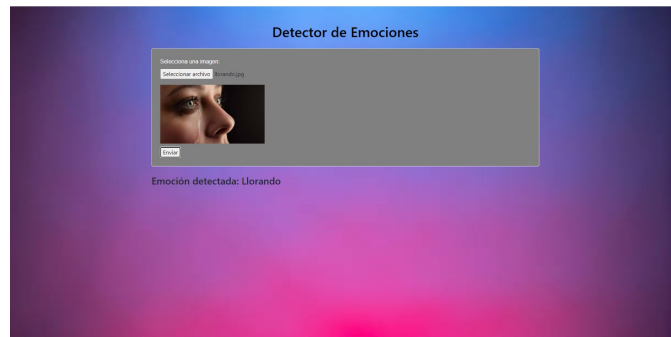 Detector de Emociones
Selecciona una imagen:
Seleccionar archivo llorando.jpg
Enviar
Emoción detectada: Llorando